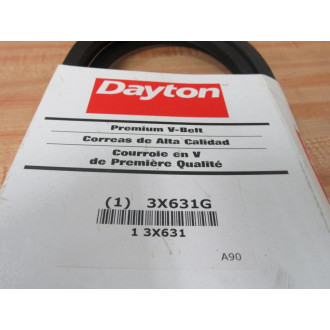 Dayton
Premium V-Belt
Correas de Alta Calidad
Courroie en V
de Première Qualité
(1) 3X631G
1 3X631
A90